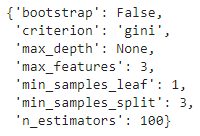 {'bootstrap': False,
'criterion': 'gini',
'max_depth': None,
'max_features': 3,
'min_samples_leaf': 1,
'min_samples_split': 3,
'n_estimators': 100}